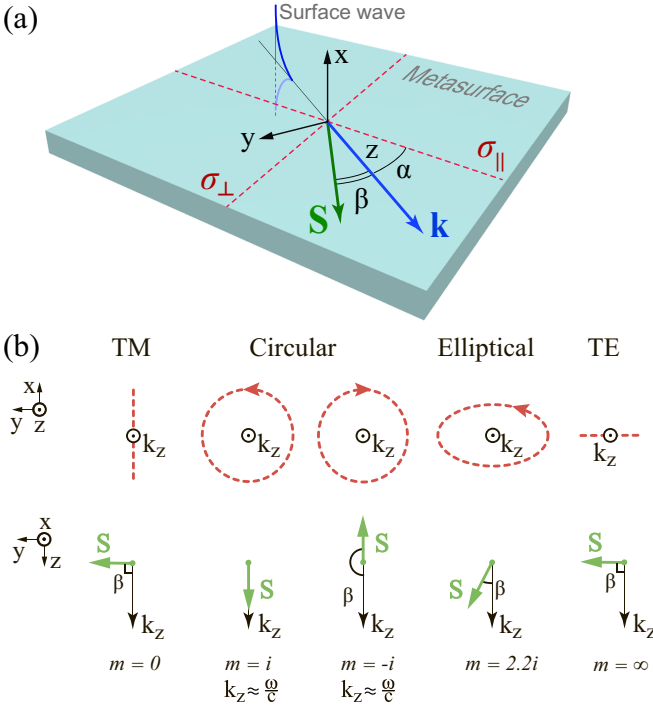 (a)
Surface wave
x
Metasurface
y
z
α
σ∥
σ⊥
β
S
k
(b)
TM Circular Elliptical TE
x
y z
kz kz kz kz kz
x
y z
S S S S S
β β β β
kz kz kz kz kz
m = 0 m = i m = -i m = 2.2i m = ∞
kz ≈ ω/c kz ≈ ω/c